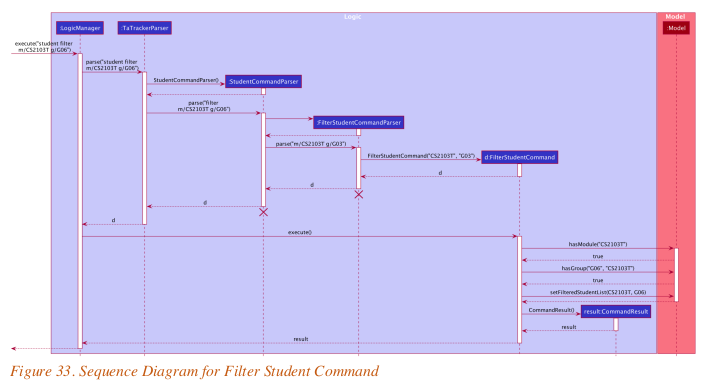 Logic
Model
:LogicManager
:TaTrackerParser
:Model
execute("student filter
m/CS2103T g/G06")
parse("student filter
m/CS2103T g/G06")
StudentCommandParser()
:StudentCommandParser
parse("filter
m/CS2103T g/G06")
:FilterStudentCommandParser
parse("m/CS2103T g/G03")
FilterStudentCommand("CS2103T", "G03")
d:FilterStudentCommand
d
d
d
d
execute()
hasModule("CS2103T")
true
hasGroup("G06", "CS2103T")
true
setFilteredStudentList(CS2103T, G06)
CommandResult()
result:CommandResult
result
result
Figure 33. Sequence Diagram for Filter Student Command